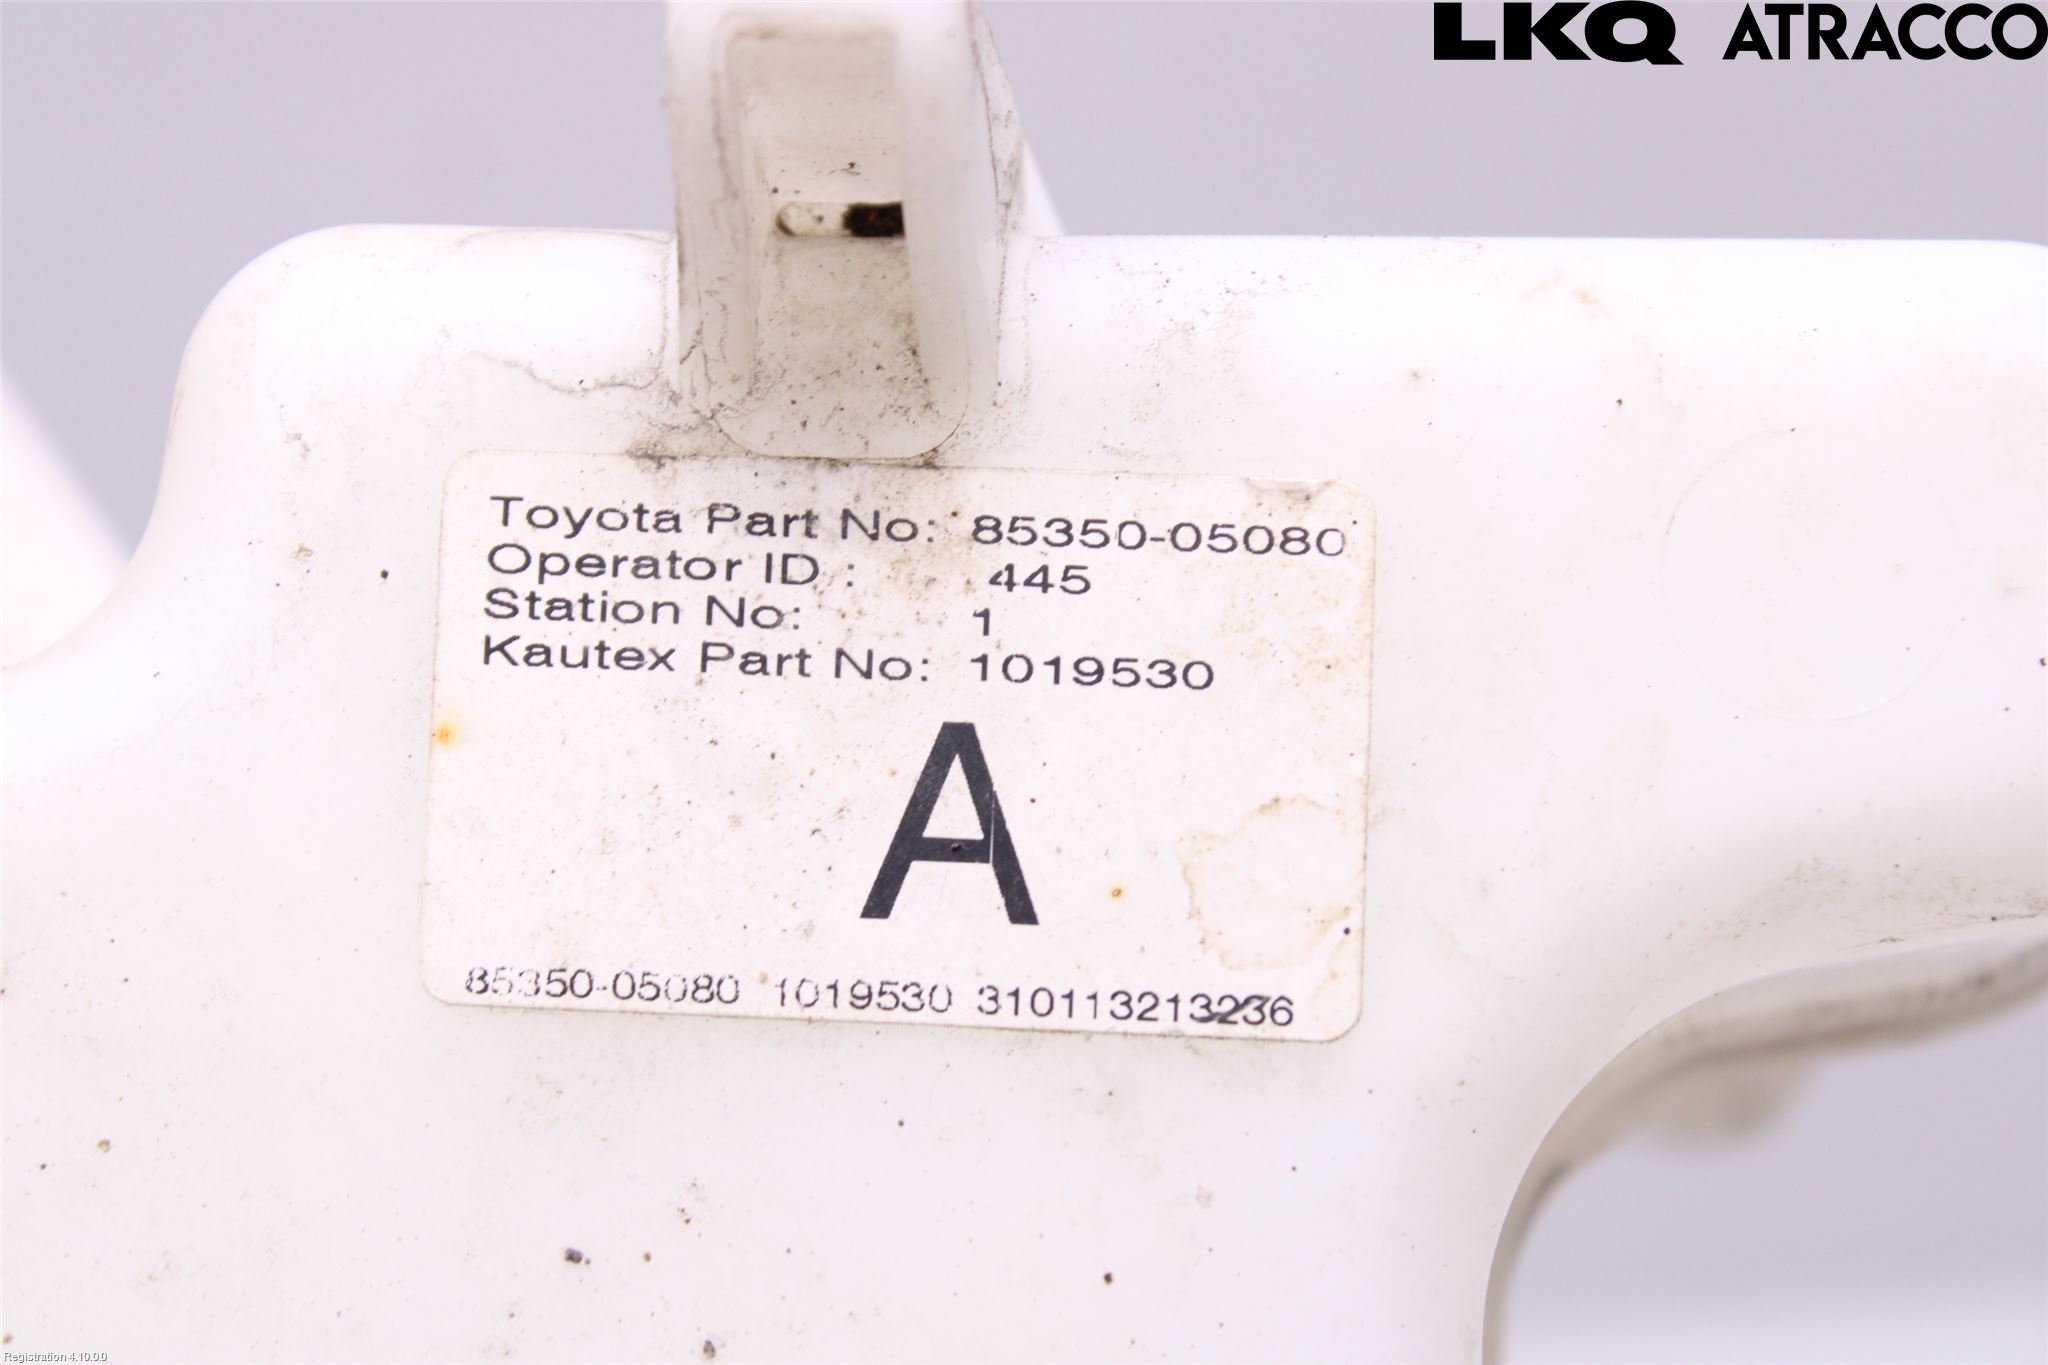 LKQ ATRACCO
Toyota Part No: 85350-05080
Operator ID : 445
Station No: 1
Kautex Part No: 1019530
A
85350-05080 1019530 310113213236
Registration 4.10.0.0